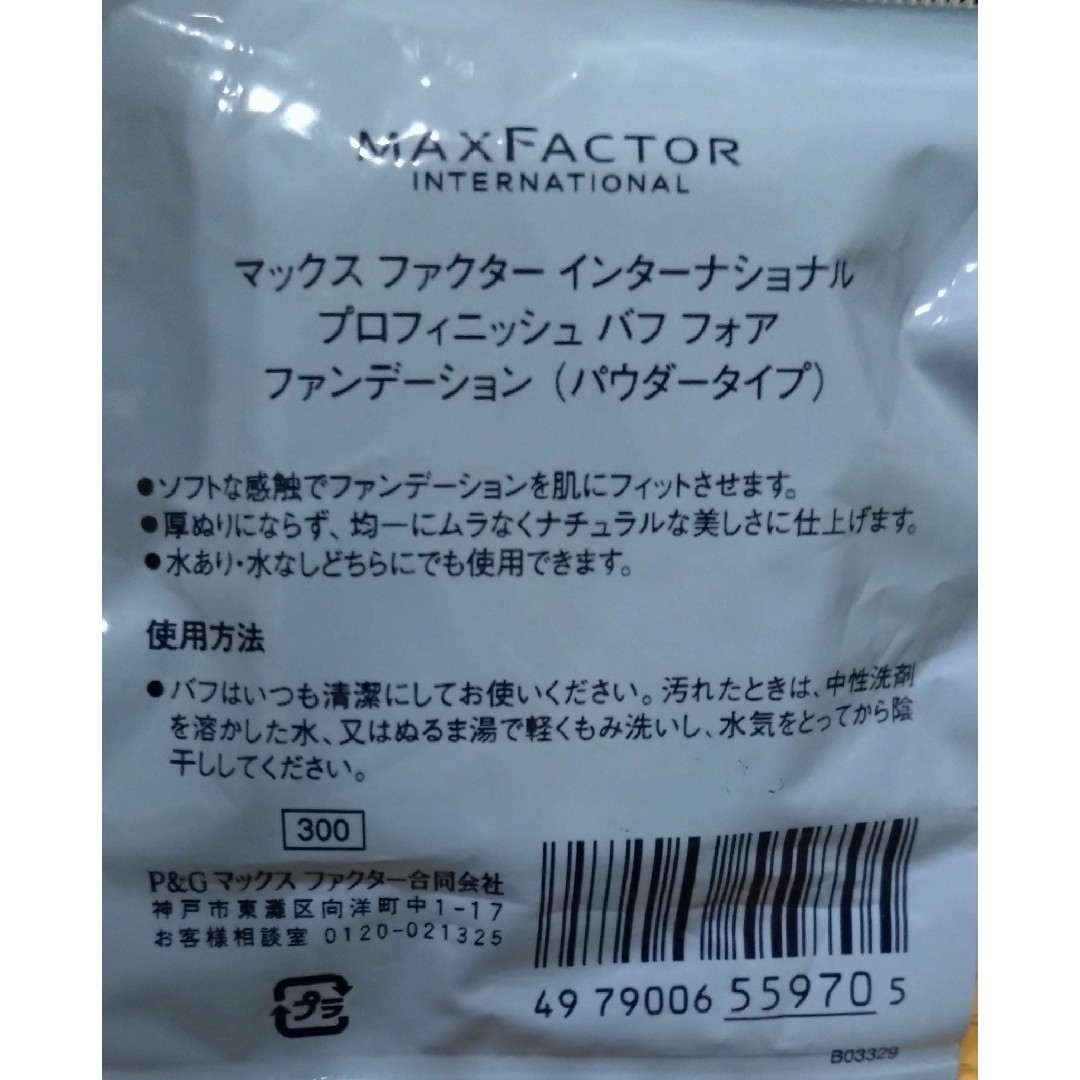 MAXFACTOR
INTERNATIONAL
マックス ファクター インターナショナル
プロフィニッシュ バフ フォア
ファンデーション（パウダータイプ）
●ソフトな感触でファンデーションを肌にフィットさせます。
●厚ぬりにならず、均一にムラなくナチュラルな美しさに仕上げます。
●水あり・水なしどちらにでも使用できます。
使用方法
●バフはいつも清潔にしてお使いください。汚れたときは、中性洗剤
を溶かした水、又はぬるま湯で軽くもみ洗いし、水気をとってから陰
干ししてください。
300
P&G マックス ファクター合同会社
神戸市東灘区向洋町中1-17
お客様相談室 0120-021325
プラ
49 79006 55970 5
B03329